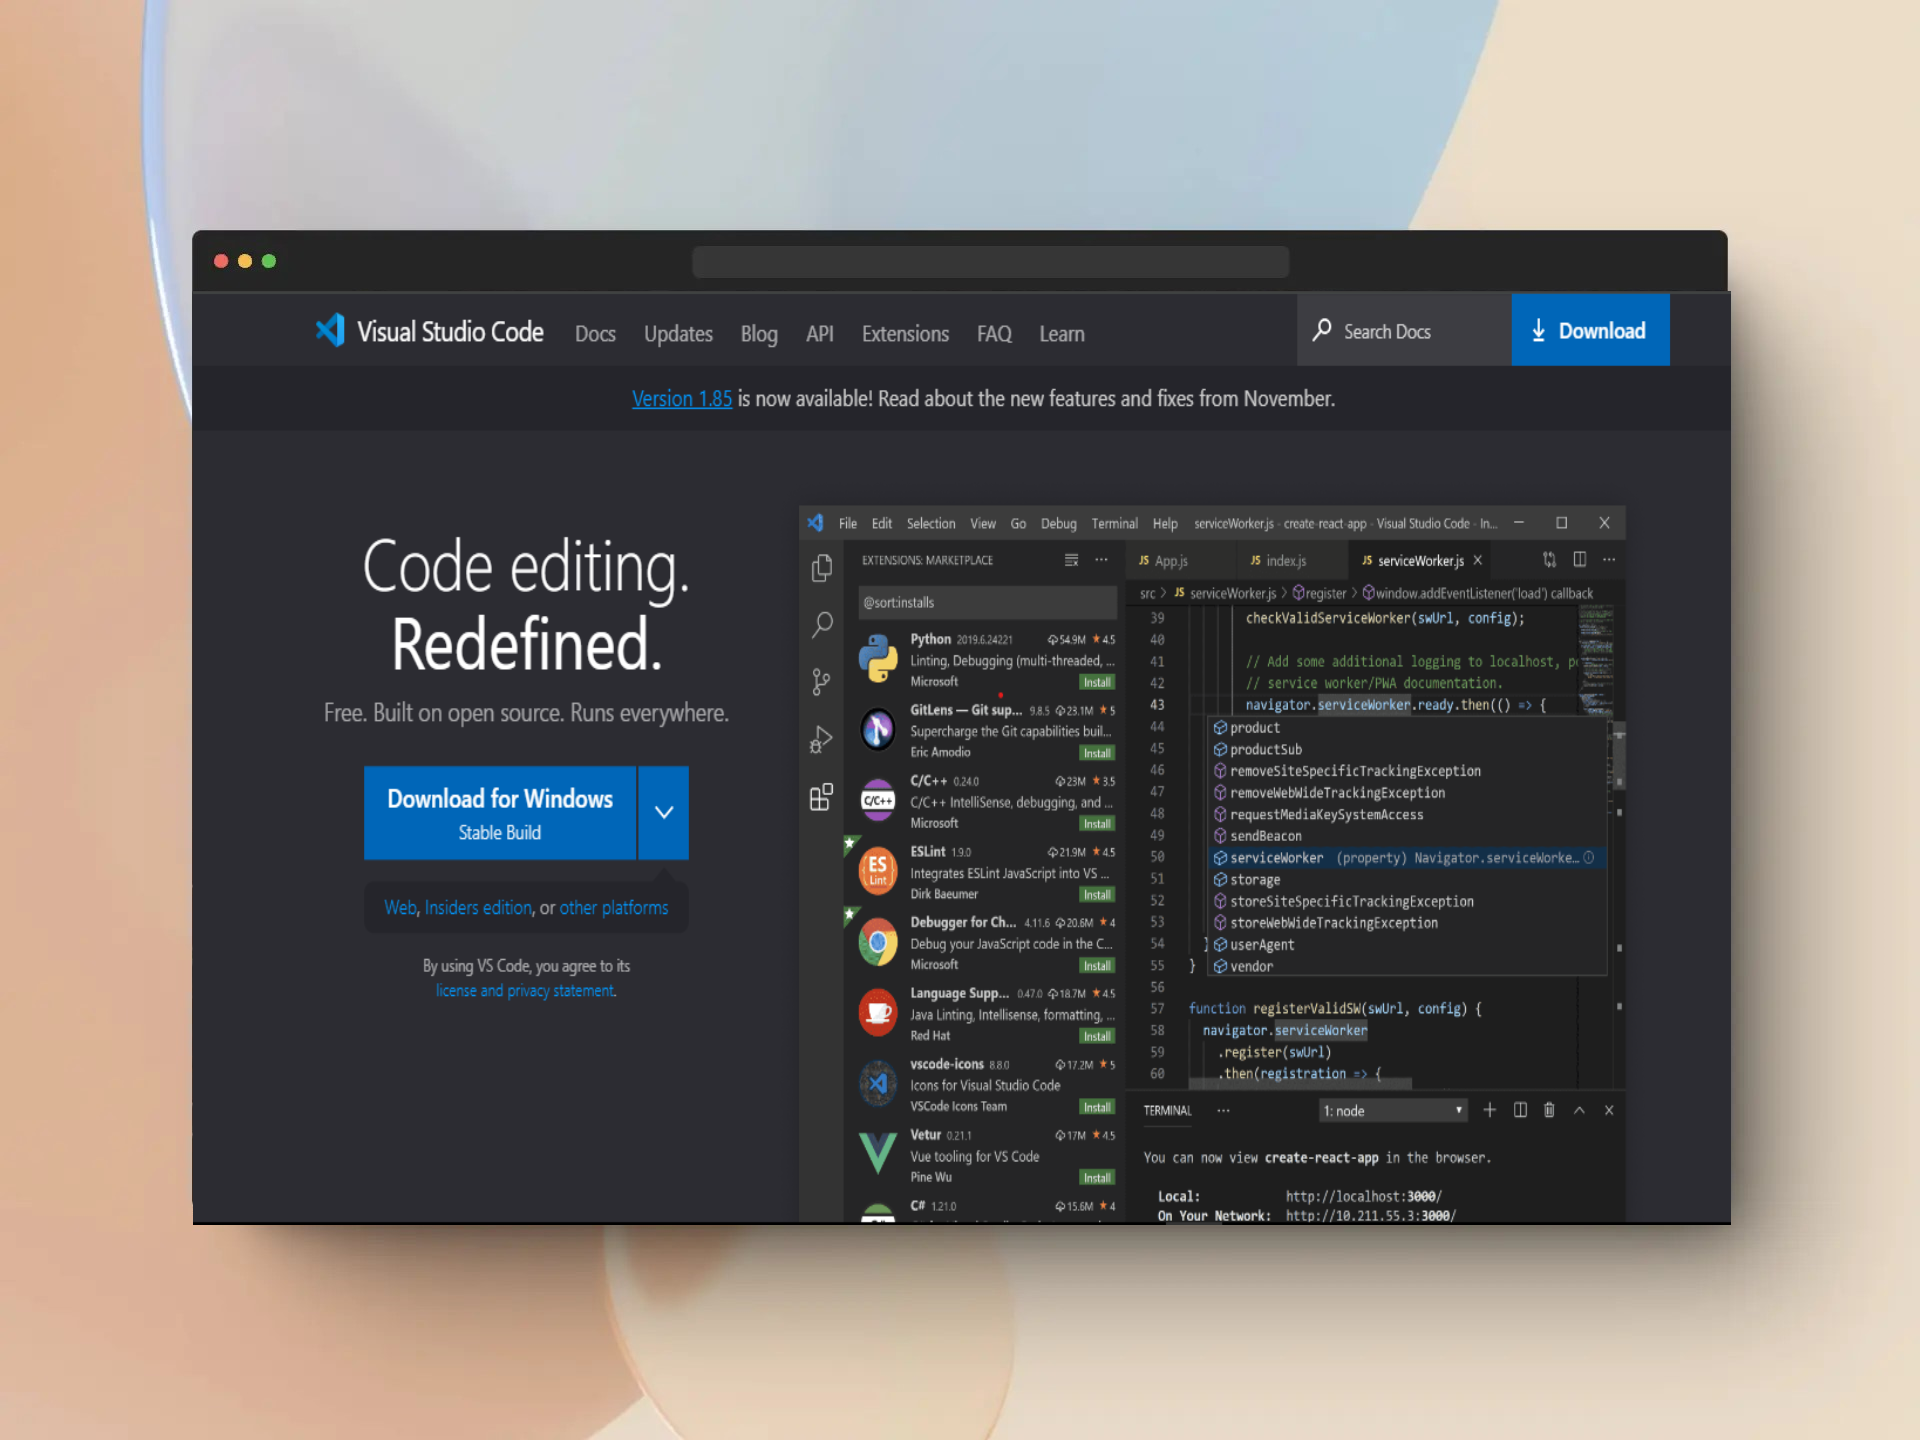 Visual Studio Code Docs Updates Blog API Extensions FAQ Learn Search Docs Download
Version 1.85 is now available! Read about the new features and fixes from November.
Code editing.
Redefined.
Free. Built on open source. Runs everywhere.
Download for Windows
Stable Build
Web, Insiders edition, or other platforms
By using VS Code, you agree to its
license and privacy statement.
File Edit Selection View Go Debug Terminal Help serviceWorker.js - create-react-app - Visual Studio Code - In...
EXTENSIONS: MARKETPLACE
@sort:installs
Python 2019.6.24221 54.9M 4.5
Linting, Debugging (multi-threaded, ...
Microsoft Install
GitLens — Git sup... 9.8.5 23.1M 5
Supercharge the Git capabilities buil...
Eric Amodio Install
C/C++
C/C++ 0.24.0 23M 3.5
C/C++ IntelliSense, debugging, and ...
Microsoft Install
ES
Lint
ESLint 1.9.0 21.9M 4.5
Integrates ESLint JavaScript into VS ...
Dirk Baeumer Install
Debugger for Ch... 4.11.6 20.6M 4
Debug your JavaScript code in the C...
Microsoft Install
Language Supp... 0.47.0 18.7M 4.5
Java Linting, Intellisense, formatting, ...
Red Hat Install
vscode-icons 8.8.0 17.2M 5
Icons for Visual Studio Code
VSCode Icons Team Install
Vetur 0.21.1 17M 4.5
Vue tooling for VS Code
Pine Wu Install
C# 1.21.0 15.6M 4
JS App.js JS index.js JS serviceWorker.js
src > JS serviceWorker.js > register > window.addEventListener('load') callback
39 checkValidServiceWorker(swUrl, config);
40
41 // Add some additional logging to localhost, po
42 // service worker/PWA documentation.
43 navigator.serviceWorker.ready.then(() => {
44 product
45 productSub
46 removeSiteSpecificTrackingException
47 removeWebWideTrackingException
48 requestMediaKeySystemAccess
49 sendBeacon
50 serviceWorker (property) Navigator.serviceWorke...
51 storage
52 storeSiteSpecificTrackingException
53 storeWebWideTrackingException
54 } userAgent
55 } vendor
56
57 function registerValidSW(swUrl, config) {
58 navigator.serviceWorker
59 .register(swUrl)
60 .then(registration => {
TERMINAL ... 1: node
You can now view create-react-app in the browser.
Local: http://localhost:3000/
On Your Network: http://10.211.55.3:3000/